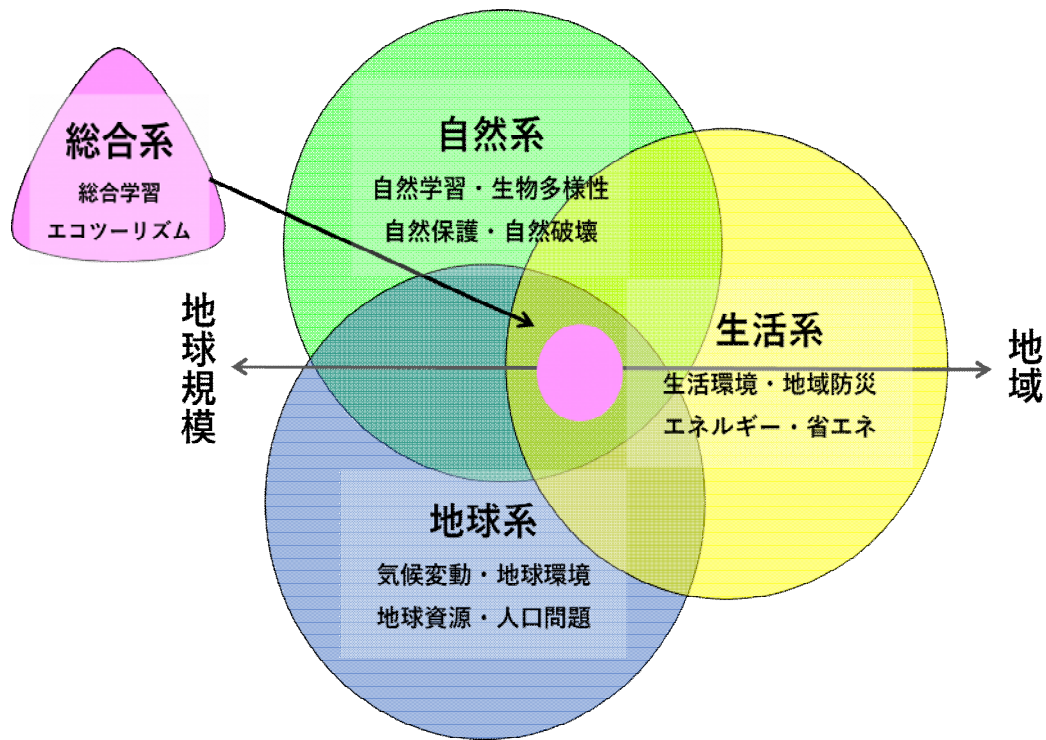 総合系
総合学習
エコツーリズム
自然系
自然学習・生物多様性
自然保護・自然破壊
地球規模
生活系
生活環境・地域防災
エネルギー・省エネ
地域
地球系
気候変動・地球環境
地球資源・人口問題